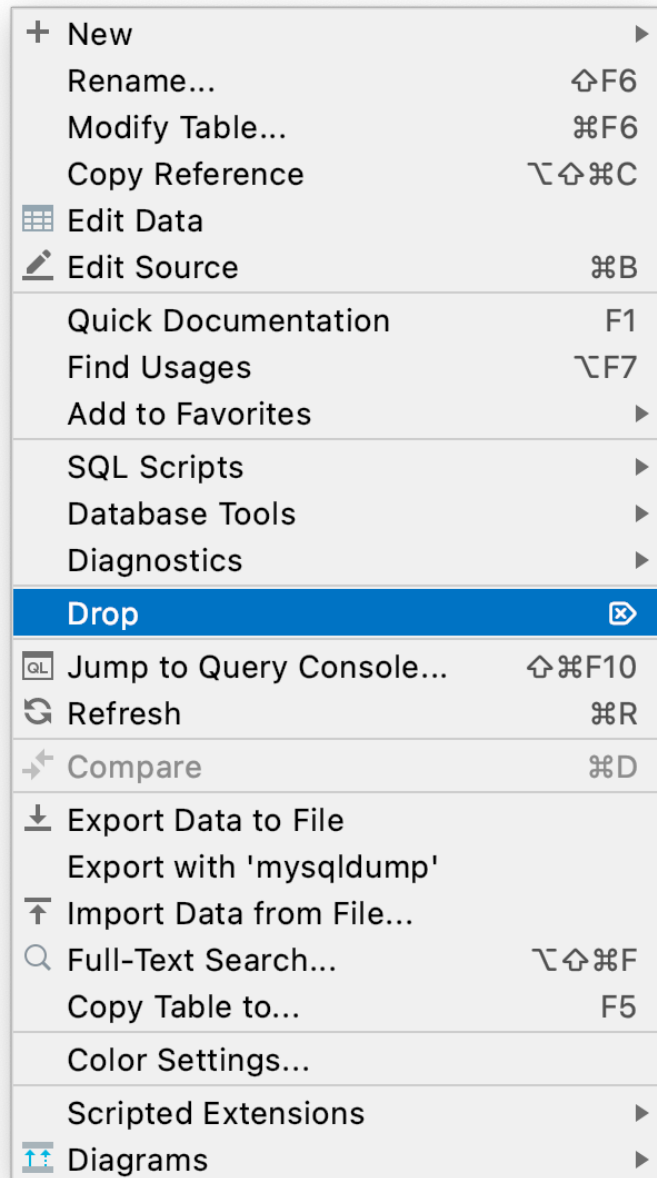 New
Rename... ⇧F6
Modify Table... ⌘F6
Copy Reference ⌥⇧⌘C
Edit Data
Edit Source ⌘B
Quick Documentation F1
Find Usages ⌥F7
Add to Favorites
SQL Scripts
Database Tools
Diagnostics
Drop ⌦
QL Jump to Query Console... ⇧⌘F10
Refresh ⌘R
Compare ⌘D
Export Data to File
Export with 'mysqldump'
Import Data from File...
Full-Text Search... ⌥⇧⌘F
Copy Table to... F5
Color Settings...
Scripted Extensions
Diagrams